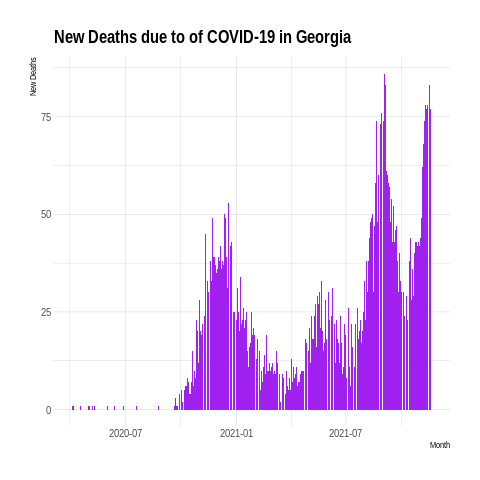 New Deaths due to of COVID-19 in Georgia
New Deaths
75
50
25
0
2020-07
2021-01
2021-07
Month